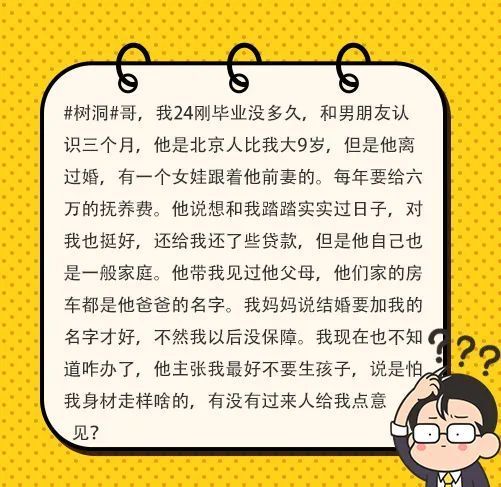 #树洞#哥，我24刚毕业没多久，和男朋友认
识三个月，他是北京人比我大9岁，但是他离
过婚，有一个女娃跟着他前妻的。每年要给六
万的抚养费。他说想和我踏踏实实过日子，对
我也挺好，还给我还了些贷款，但是他自己也
是一般家庭。他带我见过他父母，他们家的房
车都是他爸爸的名字。我妈妈说结婚要加我的
名字才好，不然我以后没保障。我现在也不知
道咋办了，他主张我最好不要生孩子，说是怕
我身材走样啥的，有没有过来人给我点意
见？
???